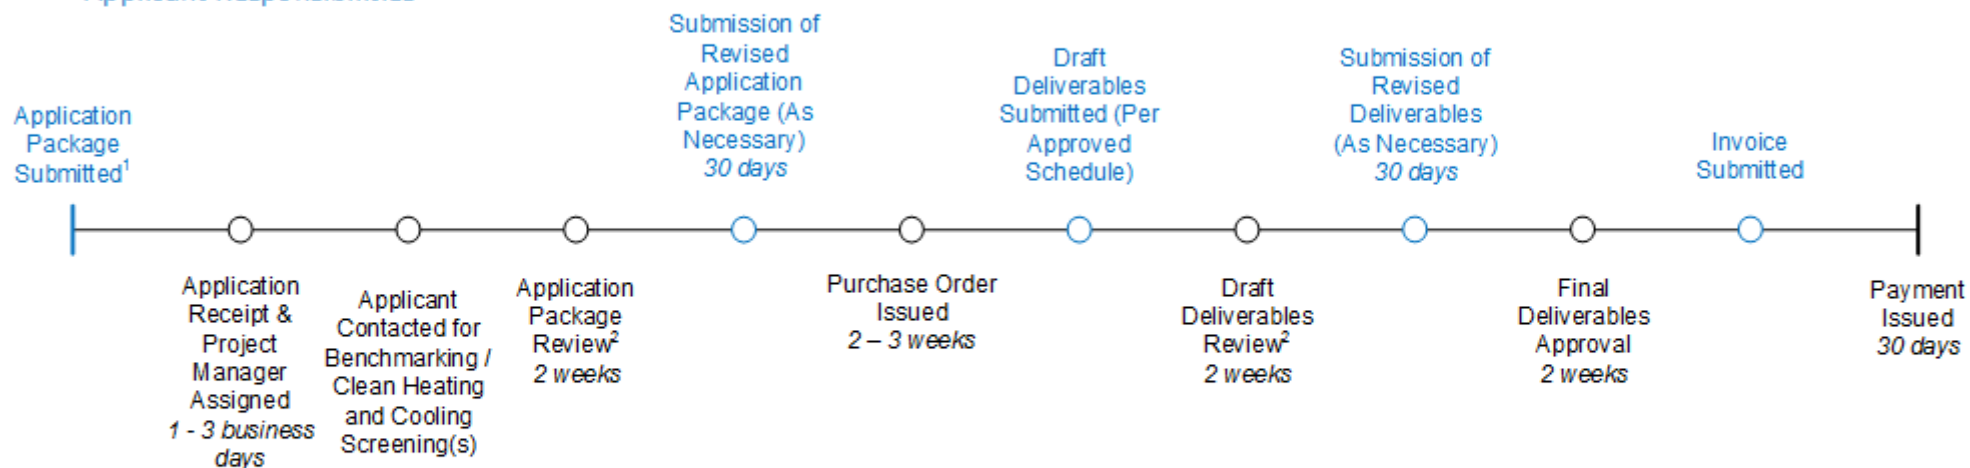 Applicant Responsibilities
Application
Package
Submitted¹
Submission of
Revised
Application
Package (As
Necessary)
30 days
Draft
Deliverables
Submitted (Per
Approved
Schedule)
Submission of
Revised
Deliverables
(As Necessary)
30 days
Invoice
Submitted
Application
Receipt &
Project
Manager
Assigned
1 - 3 business
days
Applicant
Contacted for
Benchmarking /
Clean Heating
and Cooling
Screening(s)
Application
Package
Review²
2 weeks
Purchase Order
Issued
2 – 3 weeks
Draft
Deliverables
Review²
2 weeks
Final
Deliverables
Approval
2 weeks
Payment
Issued
30 days